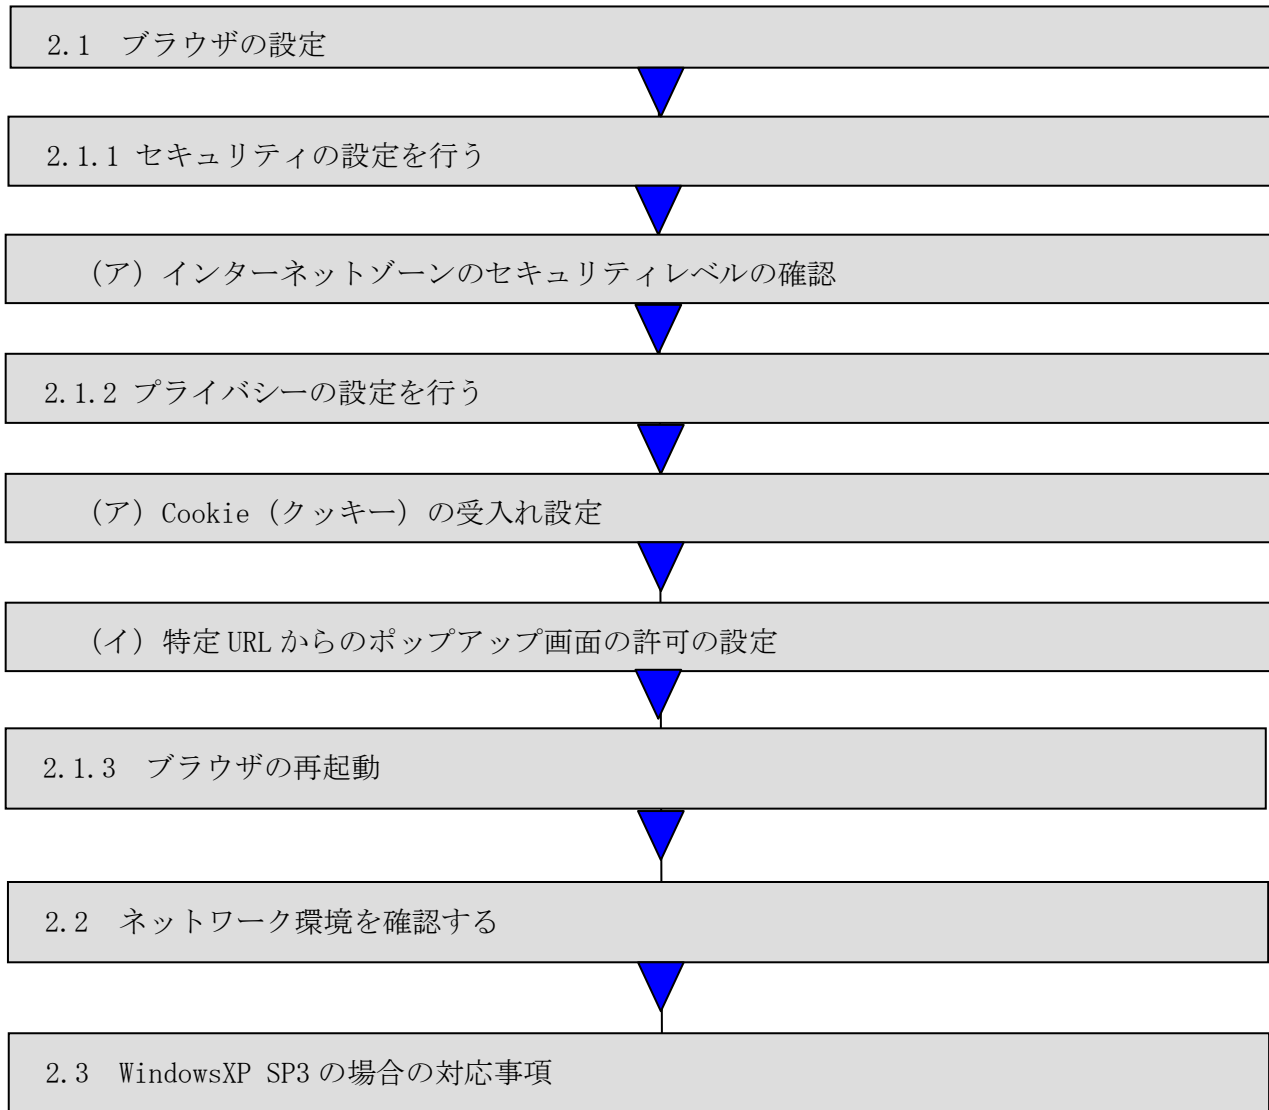 2.1　ブラウザの設定
2.1.1 セキュリティの設定を行う
（ア）インターネットゾーンのセキュリティレベルの確認
2.1.2 プライバシーの設定を行う
（ア）Cookie（クッキー）の受入れ設定
（イ）特定 URL からのポップアップ画面の許可の設定
2.1.3　ブラウザの再起動
2.2　ネットワーク環境を確認する
2.3　WindowsXP SP3 の場合の対応事項